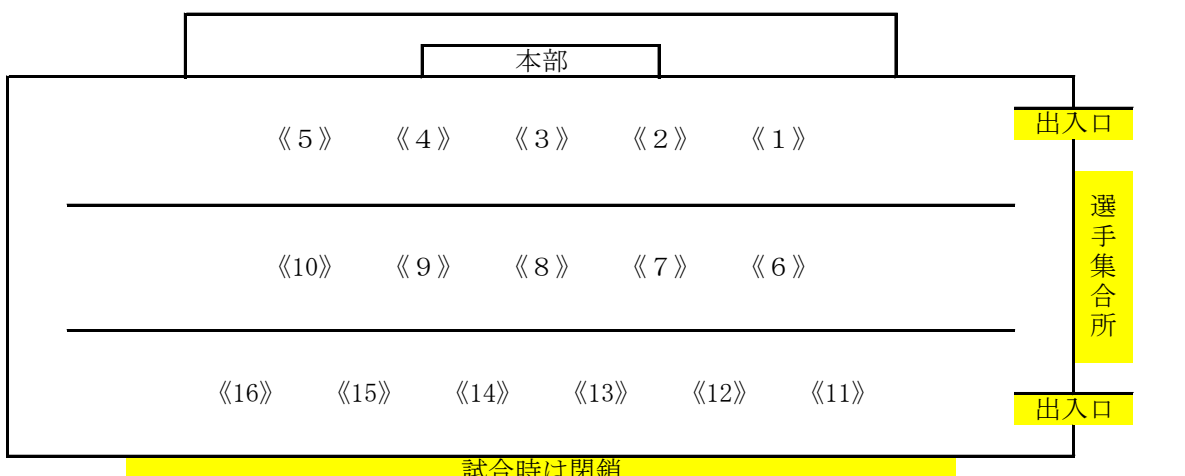 本部
《５》 《４》 《３》 《２》 《１》
出入口
選手集合所
《10》 《９》 《８》 《７》 《６》
《16》 《15》 《14》 《13》 《12》 《11》
出入口
試合時は閉鎖